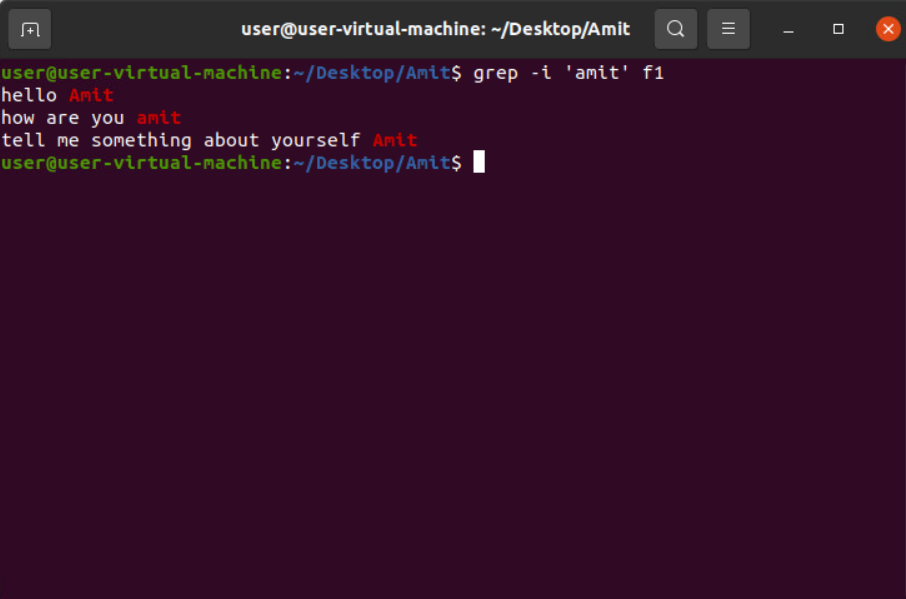 user@user-virtual-machine: ~/Desktop/Amit
user@user-virtual-machine:~/Desktop/Amit$ grep -i 'amit' f1
hello Amit
how are you amit
tell me something about yourself Amit
user@user-virtual-machine:~/Desktop/Amit$